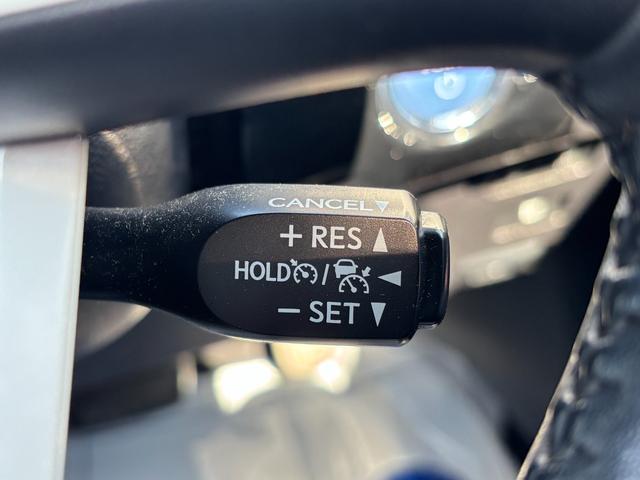 CANCEL▼
+ RES ▲
HOLD / ◀
− SET ▼